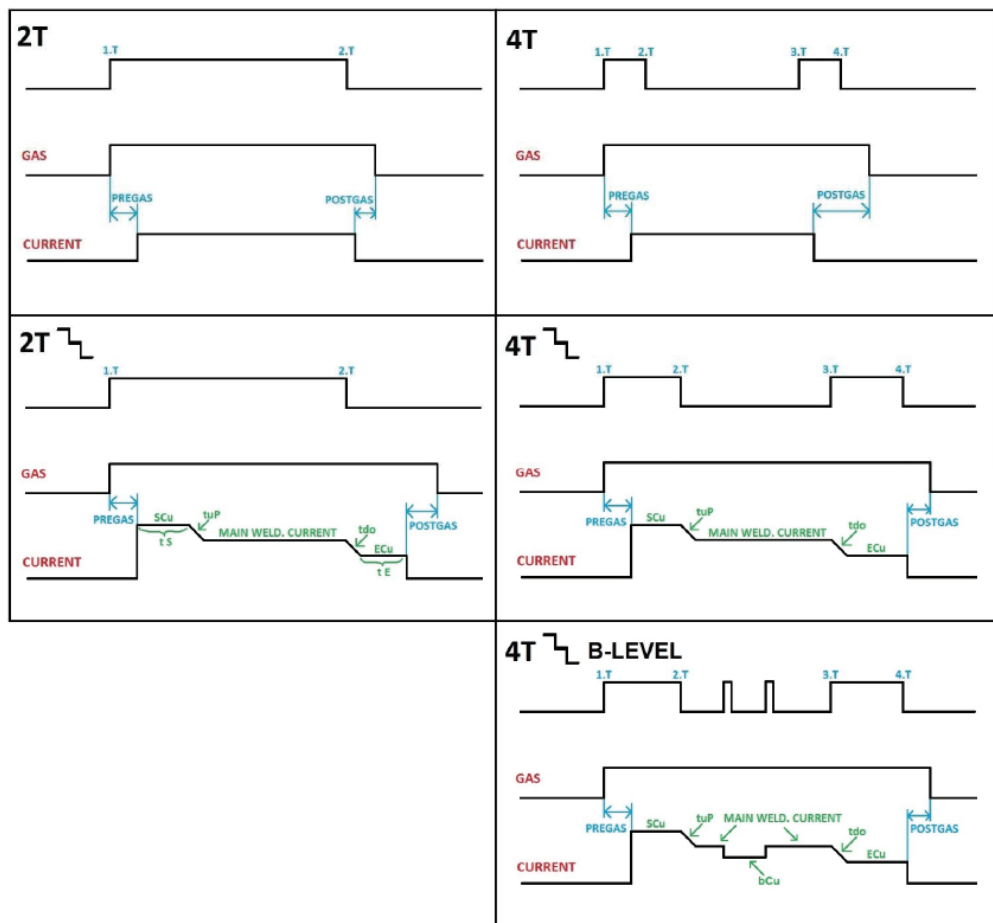 2T
1.T 2.T
GAS
PREGAS POSTGAS
CURRENT
4T
1.T 2.T 3.T 4.T
GAS
PREGAS POSTGAS
CURRENT
2T
1.T 2.T
GAS
PREGAS SCu tuP POSTGAS
t S MAIN WELD. CURRENT tdo
ECu
CURRENT t E
4T
1.T 2.T 3.T 4.T
GAS
PREGAS SCu tuP POSTGAS
MAIN WELD. CURRENT tdo
ECu
CURRENT
4T B-LEVEL
1.T 2.T 3.T 4.T
GAS
PREGAS SCu tuP MAIN WELD. CURRENT POSTGAS
tdo
ECu
CURRENT bCu